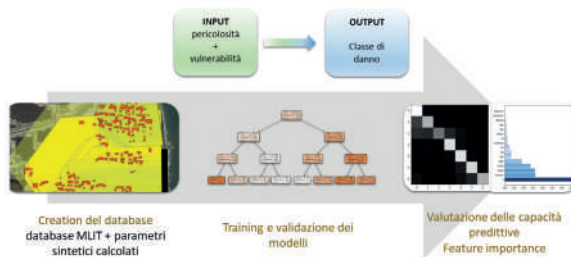 INPUT
pericolosità
+
vulnerabilità
OUTPUT
Classe di
danno
Creation del database
database MLIT + parametri
sintetici calcolati
Training e validazione dei
modelli
Valutazione delle capacità
predittive
Feature importance